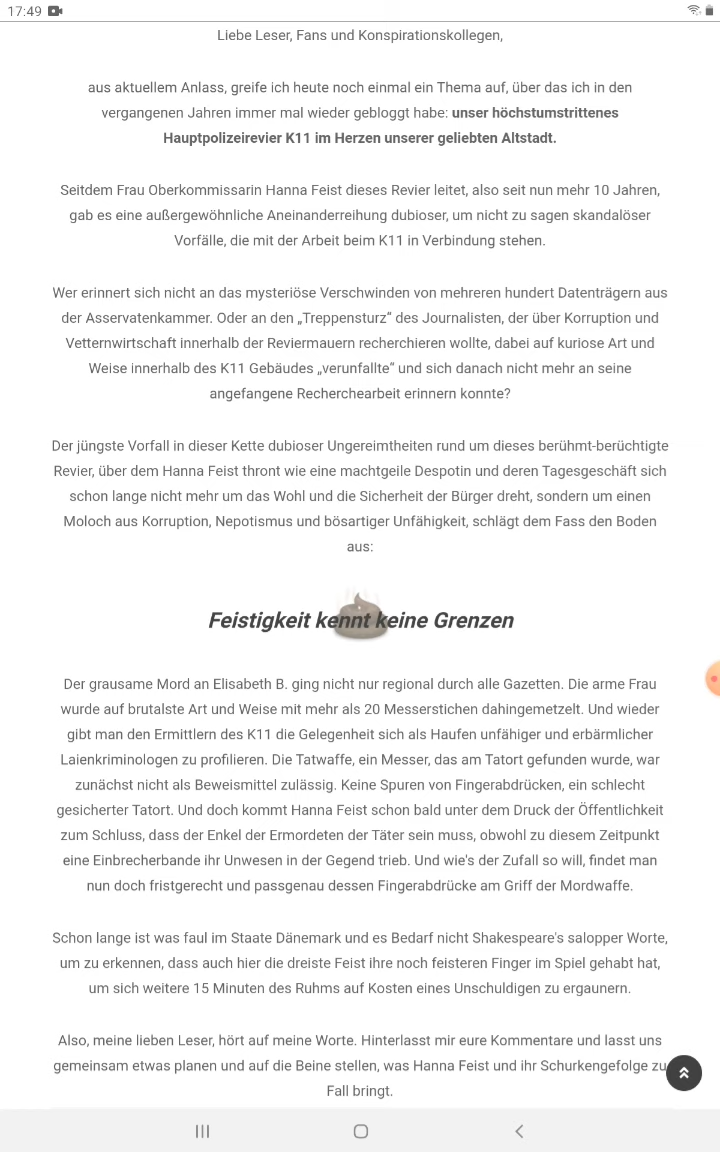 17:49
Liebe Leser, Fans und Konspirationskollegen,
aus aktuellem Anlass, greife ich heute noch einmal ein Thema auf, über das ich in den
vergangenen Jahren immer mal wieder gebloggt habe: unser höchstumstrittenes
Hauptpolizeirevier K11 im Herzen unserer geliebten Altstadt.
Seitdem Frau Oberkommissarin Hanna Feist dieses Revier leitet, also seit nun mehr 10 Jahren,
gab es eine außergewöhnliche Aneinanderreihung dubioser, um nicht zu sagen skandalöser
Vorfälle, die mit der Arbeit beim K11 in Verbindung stehen.
Wer erinnert sich nicht an das mysteriöse Verschwinden von mehreren hundert Datenträgern aus
der Asservatenkammer. Oder an den „Treppensturz“ des Journalisten, der über Korruption und
Vetternwirtschaft innerhalb der Reviermauern recherchieren wollte, dabei auf kuriose Art und
Weise innerhalb des K11 Gebäudes „verunfallte“ und sich danach nicht mehr an seine
angefangene Recherchearbeit erinnern konnte?
Der jüngste Vorfall in dieser Kette dubioser Ungereimtheiten rund um dieses berühmt-berüchtigte
Revier, über dem Hanna Feist thront wie eine machtgeile Despotin und deren Tagesgeschäft sich
schon lange nicht mehr um das Wohl und die Sicherheit der Bürger dreht, sondern um einen
Moloch aus Korruption, Nepotismus und bösartiger Unfähigkeit, schlägt dem Fass den Boden
aus:
Feistigkeit kennt keine Grenzen
Der grausame Mord an Elisabeth B. ging nicht nur regional durch alle Gazetten. Die arme Frau
wurde auf brutalste Art und Weise mit mehr als 20 Messerstichen dahingemetzelt. Und wieder
gibt man den Ermittlern des K11 die Gelegenheit sich als Haufen unfähiger und erbärmlicher
Laienkriminologen zu profilieren. Die Tatwaffe, ein Messer, das am Tatort gefunden wurde, war
zunächst nicht als Beweismittel zulässig. Keine Spuren von Fingerabdrücken, ein schlecht
gesicherter Tatort. Und doch kommt Hanna Feist schon bald unter dem Druck der Öffentlichkeit
zum Schluss, dass der Enkel der Ermordeten der Täter sein muss, obwohl zu diesem Zeitpunkt
eine Einbrecherbande ihr Unwesen in der Gegend trieb. Und wie's der Zufall so will, findet man
nun doch fristgerecht und passgenau dessen Fingerabdrücke am Griff der Mordwaffe.
Schon lange ist was faul im Staate Dänemark und es Bedarf nicht Shakespeare's salopper Worte,
um zu erkennen, dass auch hier die dreiste Feist ihre noch feisteren Finger im Spiel gehabt hat,
um sich weitere 15 Minuten des Ruhms auf Kosten eines Unschuldigen zu ergaunern.
Also, meine lieben Leser, hört auf meine Worte. Hinterlasst mir eure Kommentare und lasst uns
gemeinsam etwas planen und auf die Beine stellen, was Hanna Feist und ihr Schurkengefolge zu
Fall bringt.